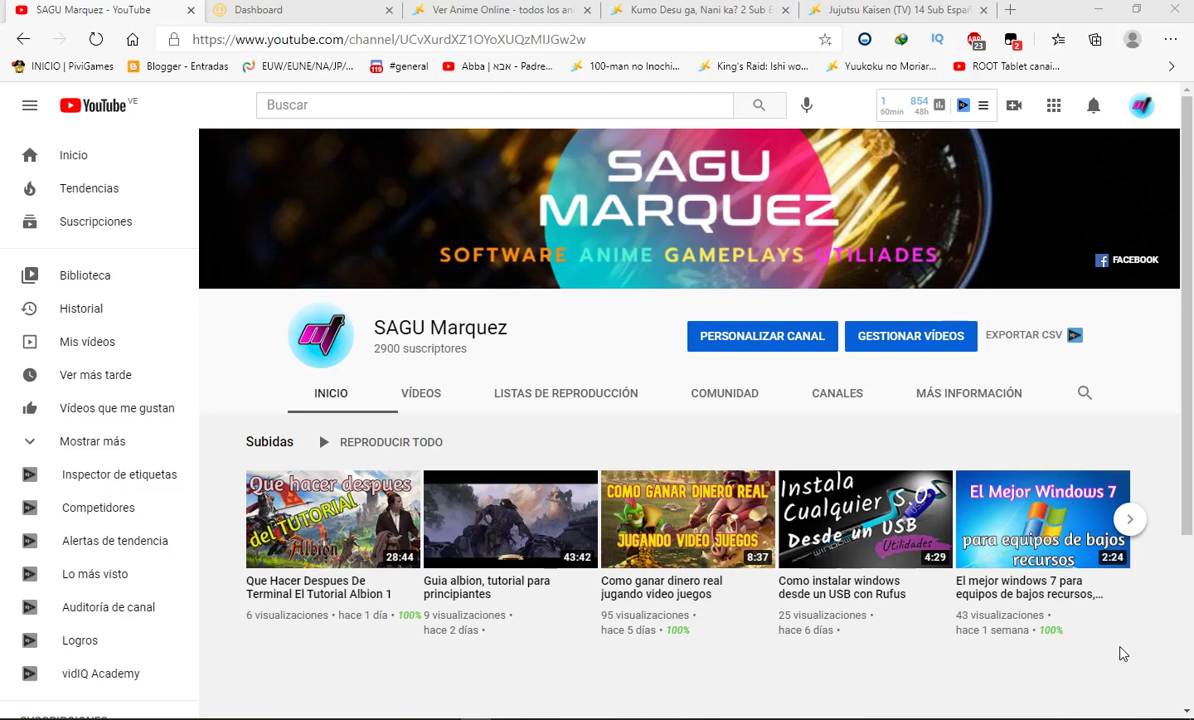 SAGU Marquez - YouTube
Dashboard
Ver Anime Online - todos los an
Kumo Desu ga, Nani ka? 2 Sub E
Jujutsu Kaisen (TV) 14 Sub Españ
https://www.youtube.com/channel/UCvXurdXZ1OYoXUQzMIJGw2w
IQ
23
2
INICIO | PiviGames
Blogger - Entradas
EUW/EUNE/NA/JP/...
119
#general
Abba | אבא - Padre...
100-man no Inochi...
King's Raid: Ishi wo...
Yuukoku no Moriar...
ROOT Tablet canai...
YouTube VE
Buscar
1 854
60min 48h
Inicio
Tendencias
Suscripciones
Biblioteca
Historial
Mis vídeos
Ver más tarde
Vídeos que me gustan
Mostrar más
Inspector de etiquetas
Competidores
Alertas de tendencia
Lo más visto
Auditoría de canal
Logros
vidIQ Academy
SAGU
MARQUEZ
SOFTWARE ANIME GAMEPLAYS UTILIADES
FACEBOOK
SAGU Marquez
2900 suscriptores
PERSONALIZAR CANAL
GESTIONAR VÍDEOS
EXPORTAR CSV
INICIO
VÍDEOS
LISTAS DE REPRODUCCIÓN
COMUNIDAD
CANALES
MÁS INFORMACIÓN
Subidas
REPRODUCIR TODO
Que hacer despues
del TUTORIAL
Albion
28:44
Que Hacer Despues De
Terminal El Tutorial Albion 1
6 visualizaciones • hace 1 día • 100%
43:42
Guia albion, tutorial para
principiantes
9 visualizaciones •
hace 2 días •
COMO GANAR DINERO REAL
JUGANDO VIDEO JUEGOS
8:37
Como ganar dinero real
jugando video juegos
95 visualizaciones •
hace 5 días • 100%
Instala
Cualquier S.O
Desde un USB
Utilidades
4:29
Como instalar windows
desde un USB con Rufus
25 visualizaciones •
hace 6 días •
El Mejor Windows 7
para equipos de bajos
recursos
2:24
El mejor windows 7 para
equipos de bajos recursos,...
43 visualizaciones •
hace 1 semana • 100%